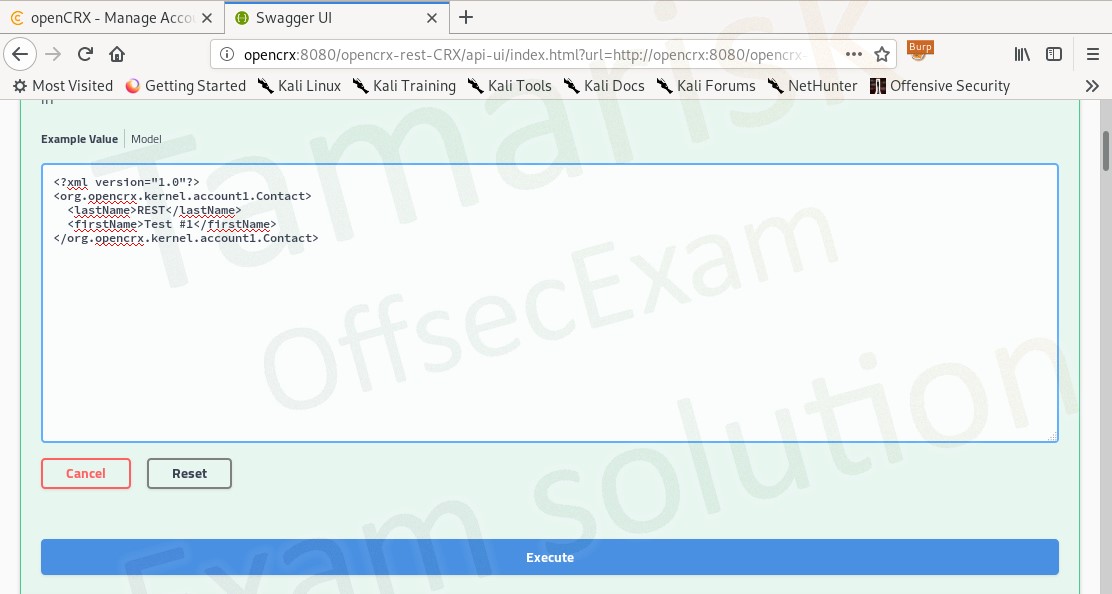 openCRX - Manage Acco
Swagger UI
opencrx:8080/opencrx-rest-CRX/api-ui/index.html?url=http://opencrx:8080/opencrx-
Burp
Most Visited
Getting Started
Kali Linux
Kali Training
Kali Tools
Kali Docs
Kali Forums
NetHunter
Offensive Security
Example Value
Model
<?xml version="1.0"?>
<org.opencrx.kernel.account1.Contact>
<lastName>REST</lastName>
<firstName>Test #1</firstName>
</org.opencrx.kernel.account1.Contact>
Cancel
Reset
Execute
Tamarisk
OffsecExam
Exam solution